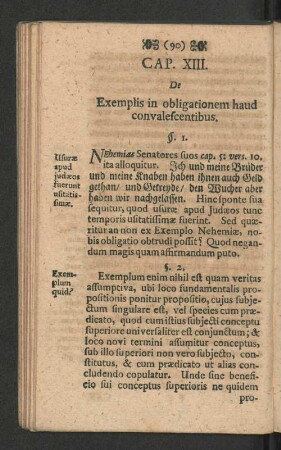 (90)
CAP. XIII.
De
Exemplis in obligationem haud
convalescentibus.
§. 1.
Usuræ
apud
judæos
fuerunt
usitatis-
simæ.
NEhemias Senatores suos cap. 5: vers. 10.
ita alloquitur. Ich und meine Brüder
und meine Knaben haben ihnen auch Geld
gethan/ und Getreyde/ den Wucher aber
haben wir nachgelassen. Hinc sponte sua
sequitur, quod usuræ apud Judæos tunc
temporis usitatissimæ fuerint. Sed quæ-
ritur an non ex Exemplo Nehemiæ, no-
bis obligatio obtrudi possit? Quod negan-
dum magis quam affirmandum puto.
§. 2.
Exem-
plum
quid?
Exemplum enim nihil est quam veritas
assumptiva, ubi loco fundamentalis pro-
positionis ponitur propositio, cujus subje-
ctum singulare est, vel species cum præ-
dicato, quod cum istius subjecti conceptu
superiore universaliter est conjunctum; &
loco novi termini assumitur conceptus,
sub illo superiori non vero subjecto, con-
stitutus, & cum prædicato ut alias con-
cludendo copulatur. Unde sine benefi-
cio sui conceptus superioris ne quidem
pro-